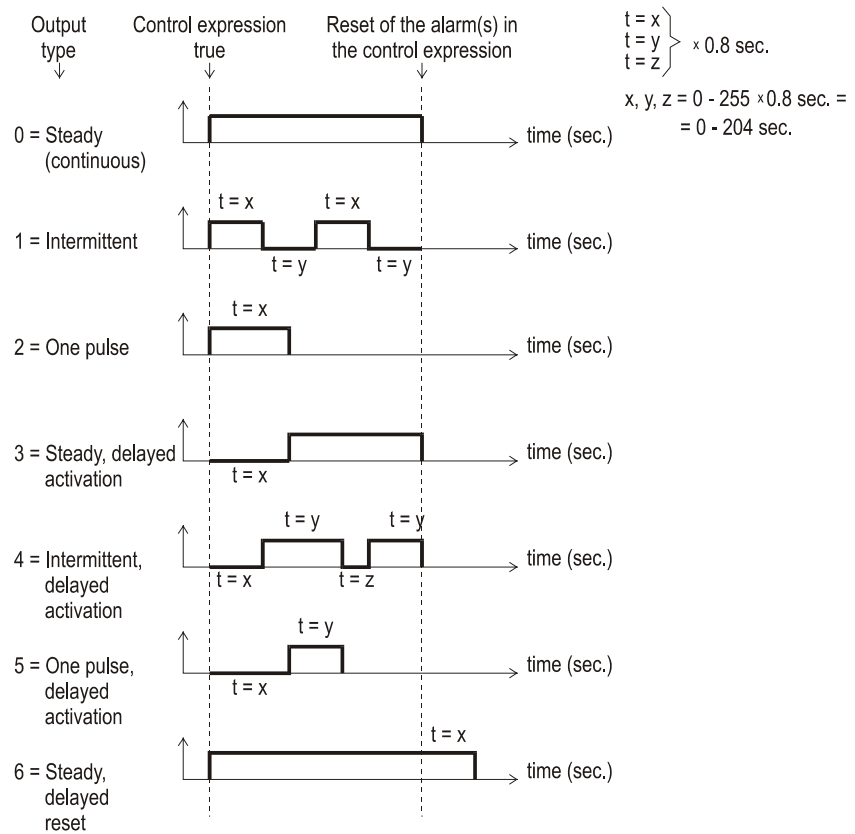 Output
type
Control expression
true
Reset of the alarm(s) in
the control expression
t = x
t = y
t = z
× 0.8 sec.
x, y, z = 0 - 255 ×0.8 sec. =
= 0 - 204 sec.
0 = Steady
(continuous)
time (sec.)
t = x
t = x
1 = Intermittent
time (sec.)
t = y
t = y
t = x
2 = One pulse
time (sec.)
3 = Steady, delayed
activation
time (sec.)
t = x
t = y
t = y
4 = Intermittent,
delayed
activation
time (sec.)
t = x
t = z
t = y
5 = One pulse,
delayed
activation
time (sec.)
t = x
t = x
6 = Steady,
delayed
reset
time (sec.)